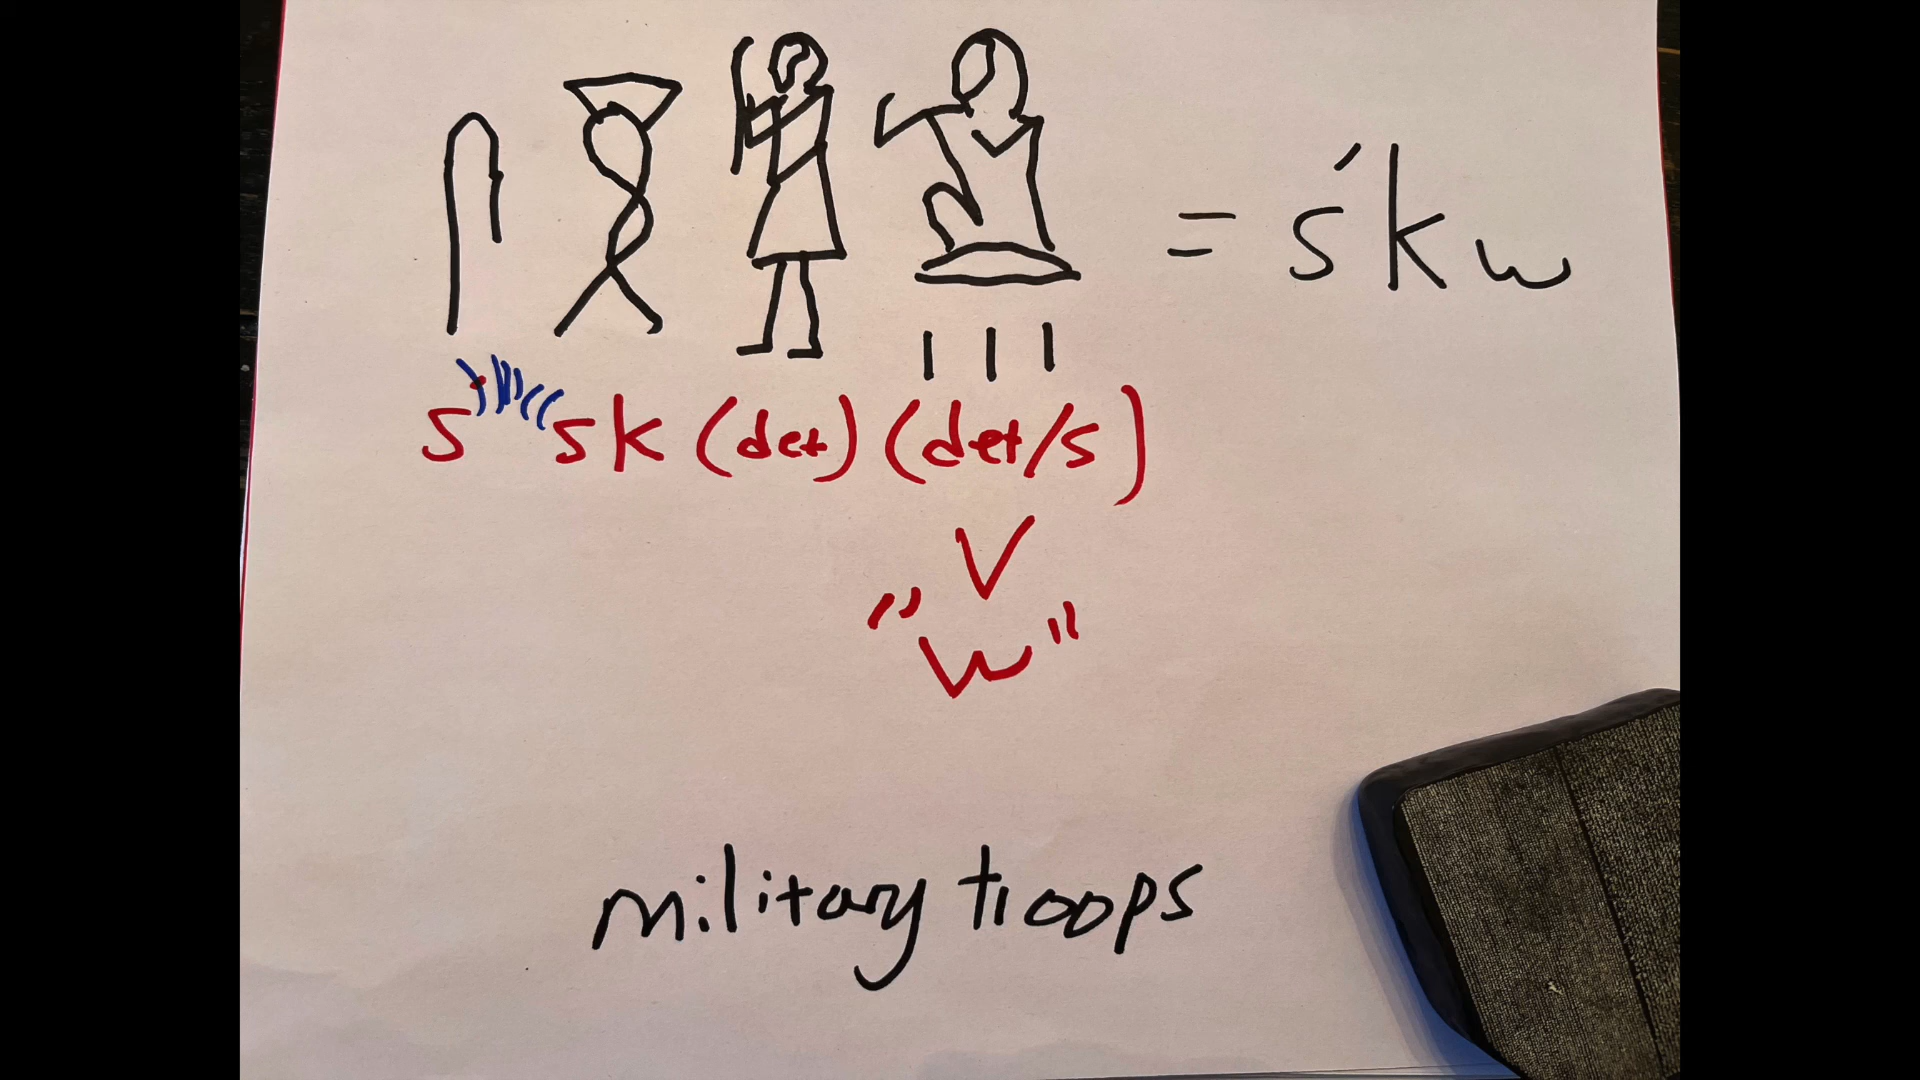 𓋴 𓎝 = śkw
𓏥
s sk (det) (det/s)
V
"w"
military troops